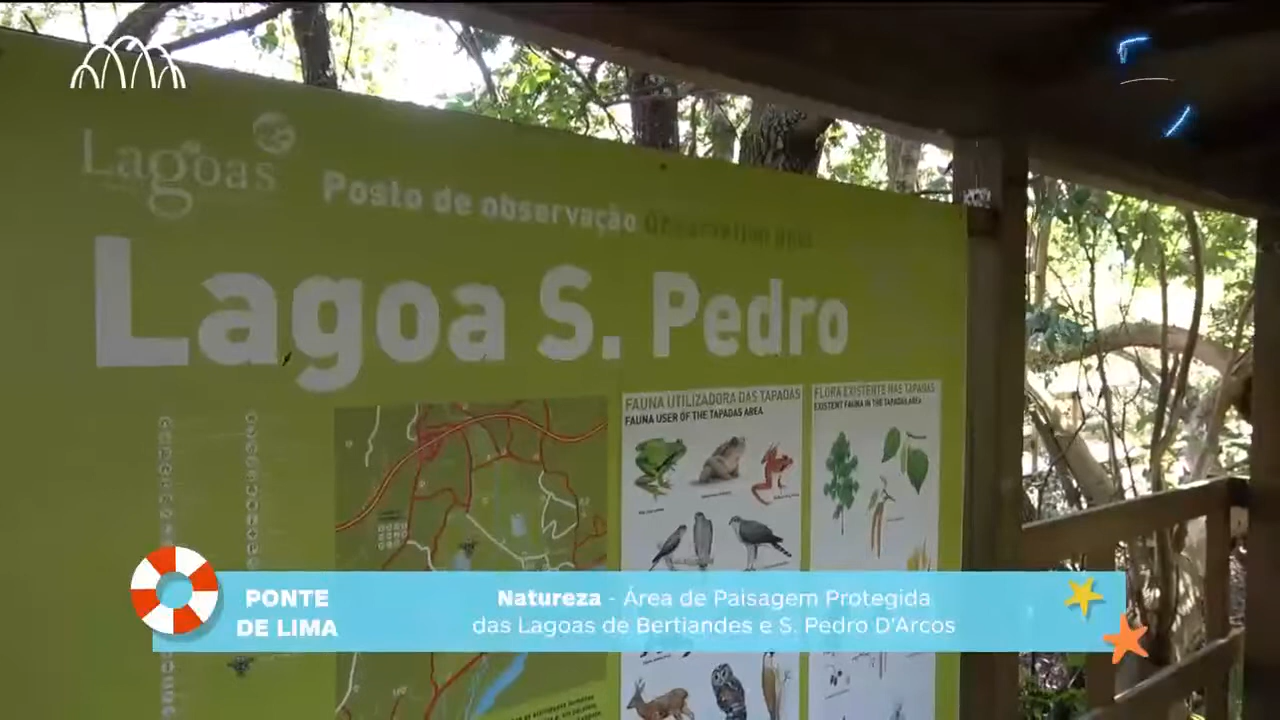 Lagoas
Posto de observação Observation post
Lagoa S. Pedro
FAUNA UTILIZADORA DAS TAPADAS
FAUNA USER OF THE TAPADAS AREA
FLORA EXISTENTE NAS TAPADAS
EXISTENT FAUNA IN THE TAPADAS AREA
PONTE
DE LIMA
Natureza - Área de Paisagem Protegida
das Lagoas de Bertiandes e S. Pedro D'Arcos